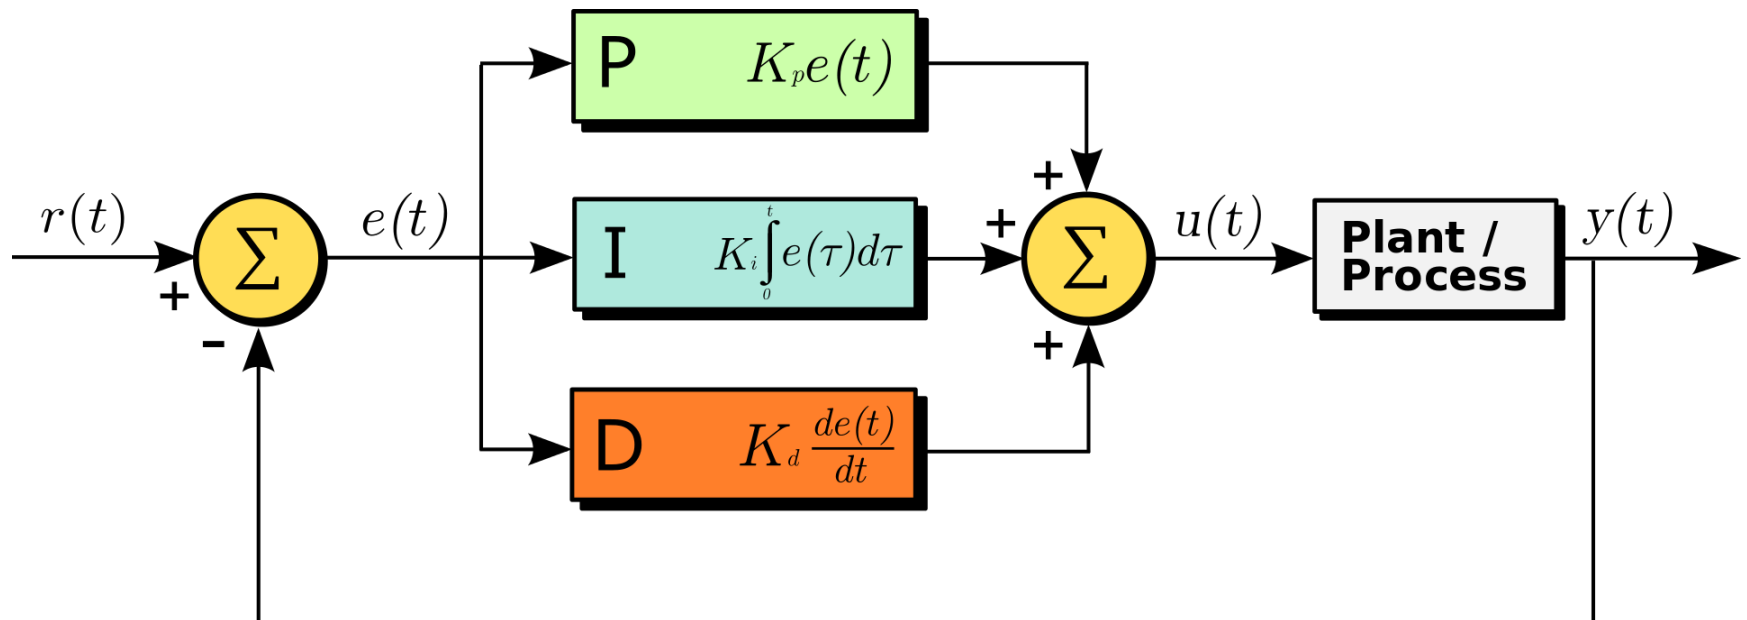 P K_p e(t)
r(t)
+
-
Σ
e(t)
I K_i ∫_0^t e(τ)dτ
D K_d de(t)/dt
+
+
+
Σ
u(t)
Plant /
Process
y(t)